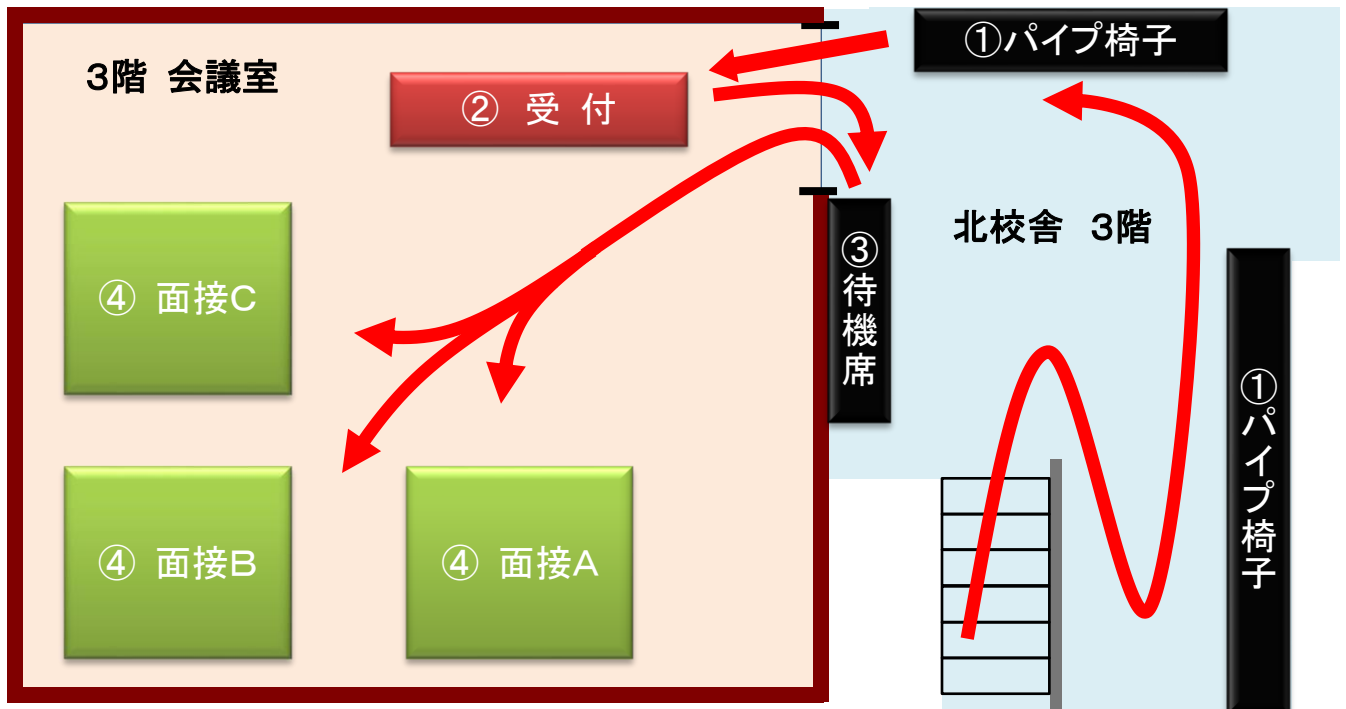 3階 会議室
② 受 付
①パイプ椅子
北校舎 3階
③待機席
①パイプ椅子
④ 面接C
④ 面接B
④ 面接A